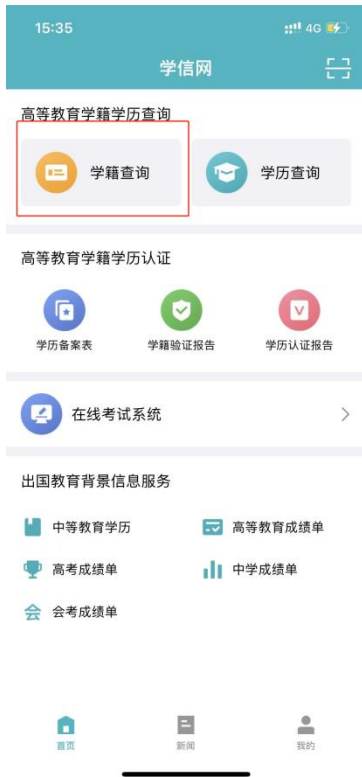 15:35
4G
学信网
高等教育学籍学历查询
学籍查询 学历查询
高等教育学籍学历认证
学历备案表 学籍验证报告 学历认证报告
在线考试系统
出国教育背景信息服务
中等教育学历 高等教育成绩单
高考成绩单 中学成绩单
会 会考成绩单
首页 新闻 我的